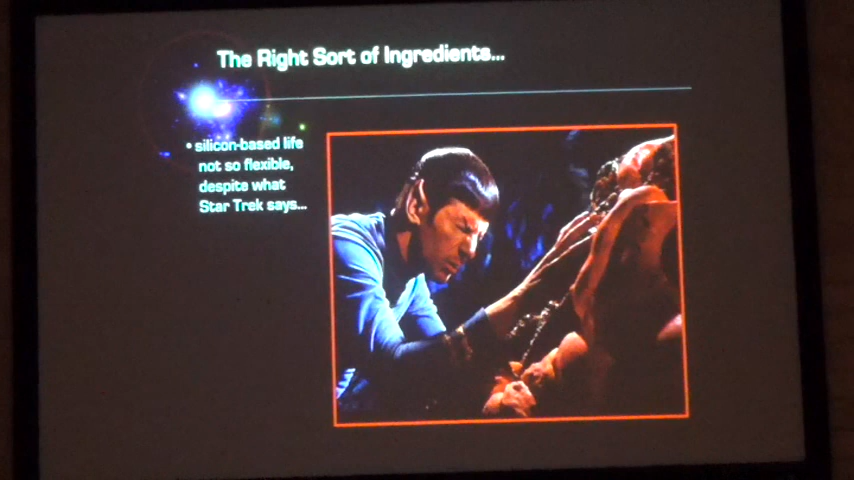 The Right Sort of Ingredients...
• silicon-based life
not so flexible,
despite what
Star Trek says...